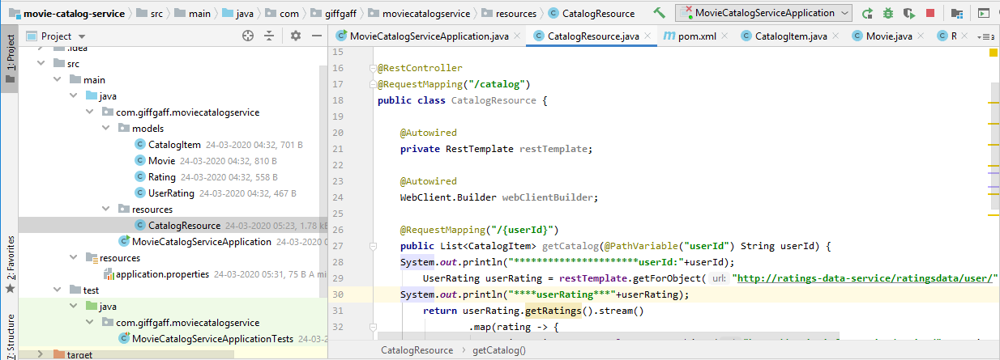 movie-catalog-service src main java com giffgaff moviecatalogservice resources CatalogResource MovieCatalogServiceApplication
1: Project
2: Favorites
7: Structure
Project
.idea
src
main
java
com.giffgaff.moviecatalogservice
models
CatalogItem 24-03-2020 04:32, 701 B
Movie 24-03-2020 04:32, 810 B
Rating 24-03-2020 04:32, 558 B
UserRating 24-03-2020 04:32, 467 B
resources
CatalogResource 24-03-2020 05:23, 1.78 kB
MovieCatalogServiceApplication 24-03-2020 0
resources
application.properties 24-03-2020 05:31, 75 B A mi
test
java
com.giffgaff.moviecatalogservice
MovieCatalogServiceApplicationTests 24-03-2
target
MovieCatalogServiceApplication.java CatalogResource.java pom.xml CatalogItem.java Movie.java R
15
16 @RestController
17 @RequestMapping("/catalog")
18 public class CatalogResource {
19
20 @Autowired
21 private RestTemplate restTemplate;
22
23 @Autowired
24 WebClient.Builder webClientBuilder;
25
26 @RequestMapping("/{userId}")
27 public List<CatalogItem> getCatalog(@PathVariable("userId") String userId) {
28 System.out.println("**********************userId:"+userId);
29 UserRating userRating = restTemplate.getForObject( url: "http://ratings-data-service/ratingsdata/user/"
30 System.out.println("****userRating***"+userRating);
31 return userRating.getRatings().stream()
32 .map(rating -> {
CatalogResource > getCatalog()